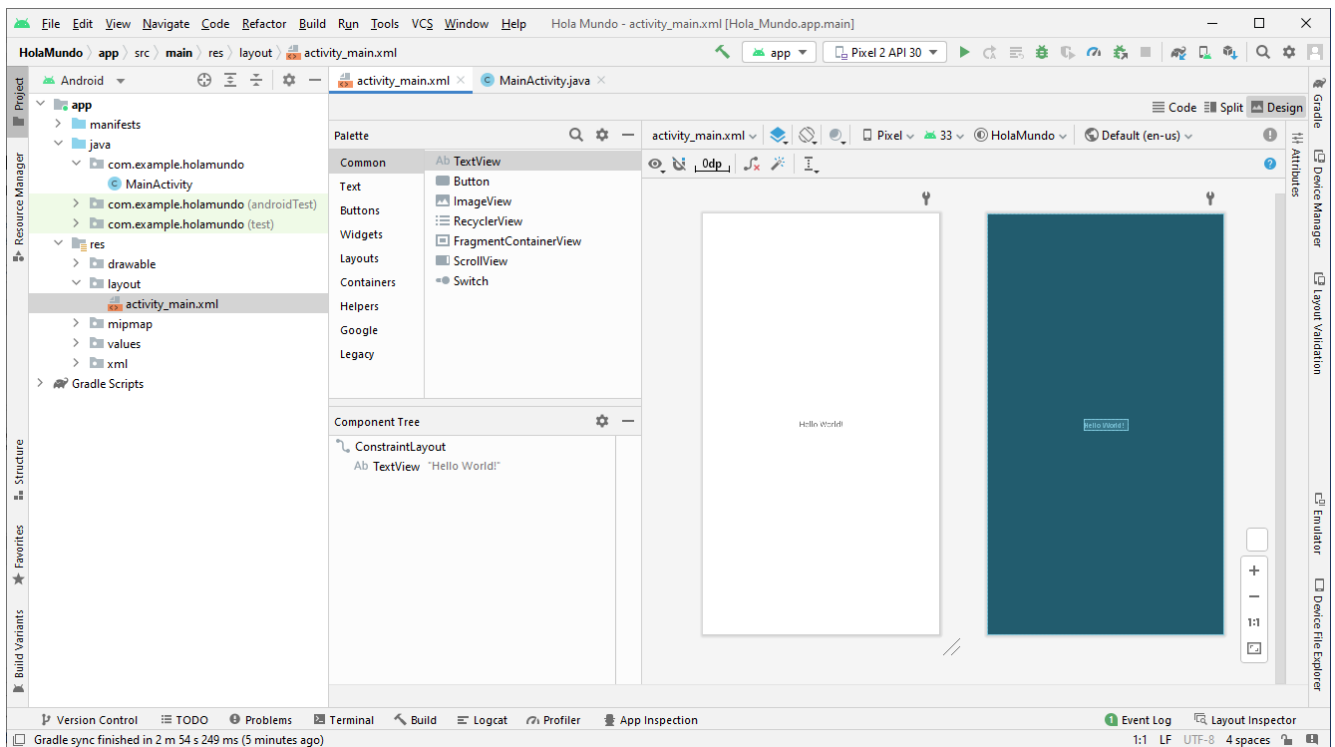 File Edit View Navigate Code Refactor Build Run Tools VCS Window Help Hola Mundo - activity_main.xml [Hola_Mundo.app.main]
HolaMundo app src main res layout activity_main.xml app Pixel 2 API 30
Project
Resource Manager
Structure
Favorites
Build Variants
Android
app
manifests
java
com.example.holamundo
MainActivity
com.example.holamundo (androidTest)
com.example.holamundo (test)
res
drawable
layout
activity_main.xml
mipmap
values
xml
Gradle Scripts
activity_main.xml MainActivity.java
Code Split Design
Palette
Common
Text
Buttons
Widgets
Layouts
Containers
Helpers
Google
Legacy
Ab TextView
Button
ImageView
RecyclerView
FragmentContainerView
ScrollView
Switch
Component Tree
ConstraintLayout
Ab TextView "Hello World!"
activity_main.xml Pixel 33 HolaMundo Default (en-us)
0dp
Hello World!
Hello World!
1:1
Attributes
Gradle
Device Manager
Layout Validation
Emulator
Device File Explorer
Version Control TODO Problems Terminal Build Logcat Profiler App Inspection 1 Event Log Layout Inspector
Gradle sync finished in 2 m 54 s 249 ms (5 minutes ago) 1:1 LF UTF-8 4 spaces